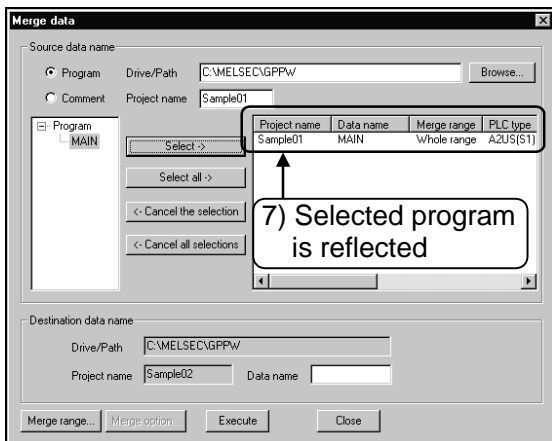 Merge data
Source data name
Program Drive/Path C:\MELSEC\GPPW Browse...
Comment Project name Sample01
Program
MAIN
Select ->
Select all ->
<- Cancel the selection
<- Cancel all selections
Project name Data name Merge range PLC type
Sample01 MAIN Whole range A2US(S1)
7) Selected program
is reflected
Destination data name
Drive/Path C:\MELSEC\GPPW
Project name Sample02 Data name
Merge range... Merge option... Execute Close